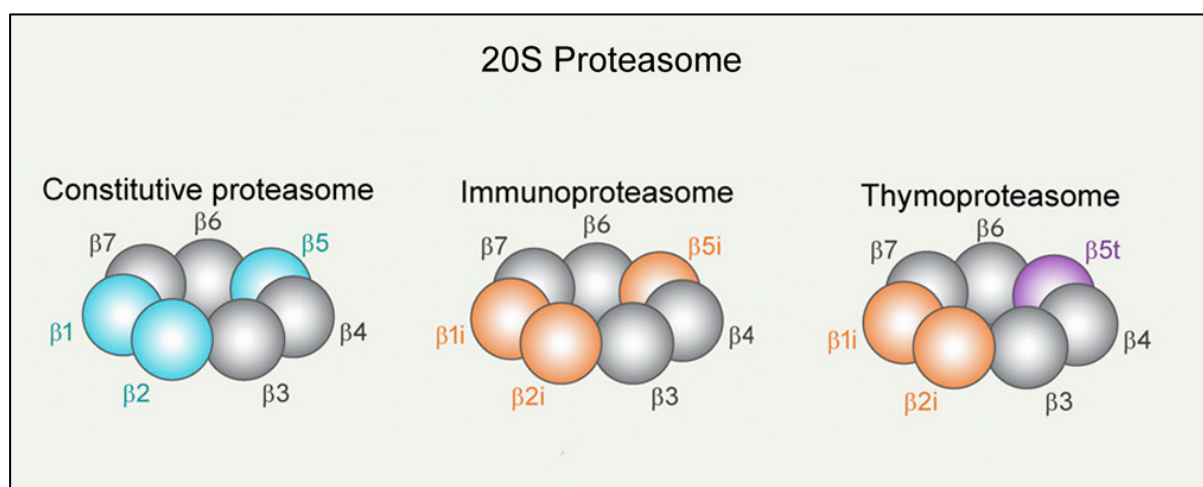 20S Proteasome
Constitutive proteasome
β6
β7
β5
β1
β4
β2
β3
Immunoproteasome
β6
β7
β5i
β1i
β4
β2i
β3
Thymoproteasome
β6
β7
β5t
β1i
β4
β2i
β3